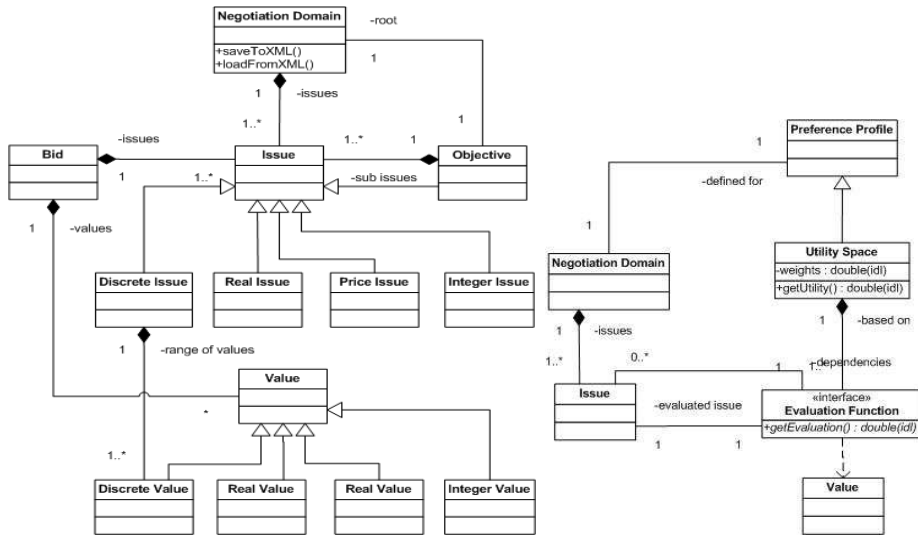 Negotiation Domain
+saveToXML()
+loadFromXML()
-root
1
1
-issues
1..*
1
Bid
-issues
1
1..*
Issue
1..*
1
-sub issues
Objective
1
-values
Discrete Issue
Real Issue
Price Issue
Integer Issue
1
-range of values
Value
*
1..*
Discrete Value
Real Value
Real Value
Integer Value
Preference Profile
1
-defined for
1
Negotiation Domain
Utility Space
-weights : double(idl)
+getUtility() : double(idl)
1
-issues
1..*
1
-based on
0..*
1
1..*
-dependencies
Issue
-evaluated issue
1
1
«interface»
Evaluation Function
+getEvaluation() : double(idl)
Value